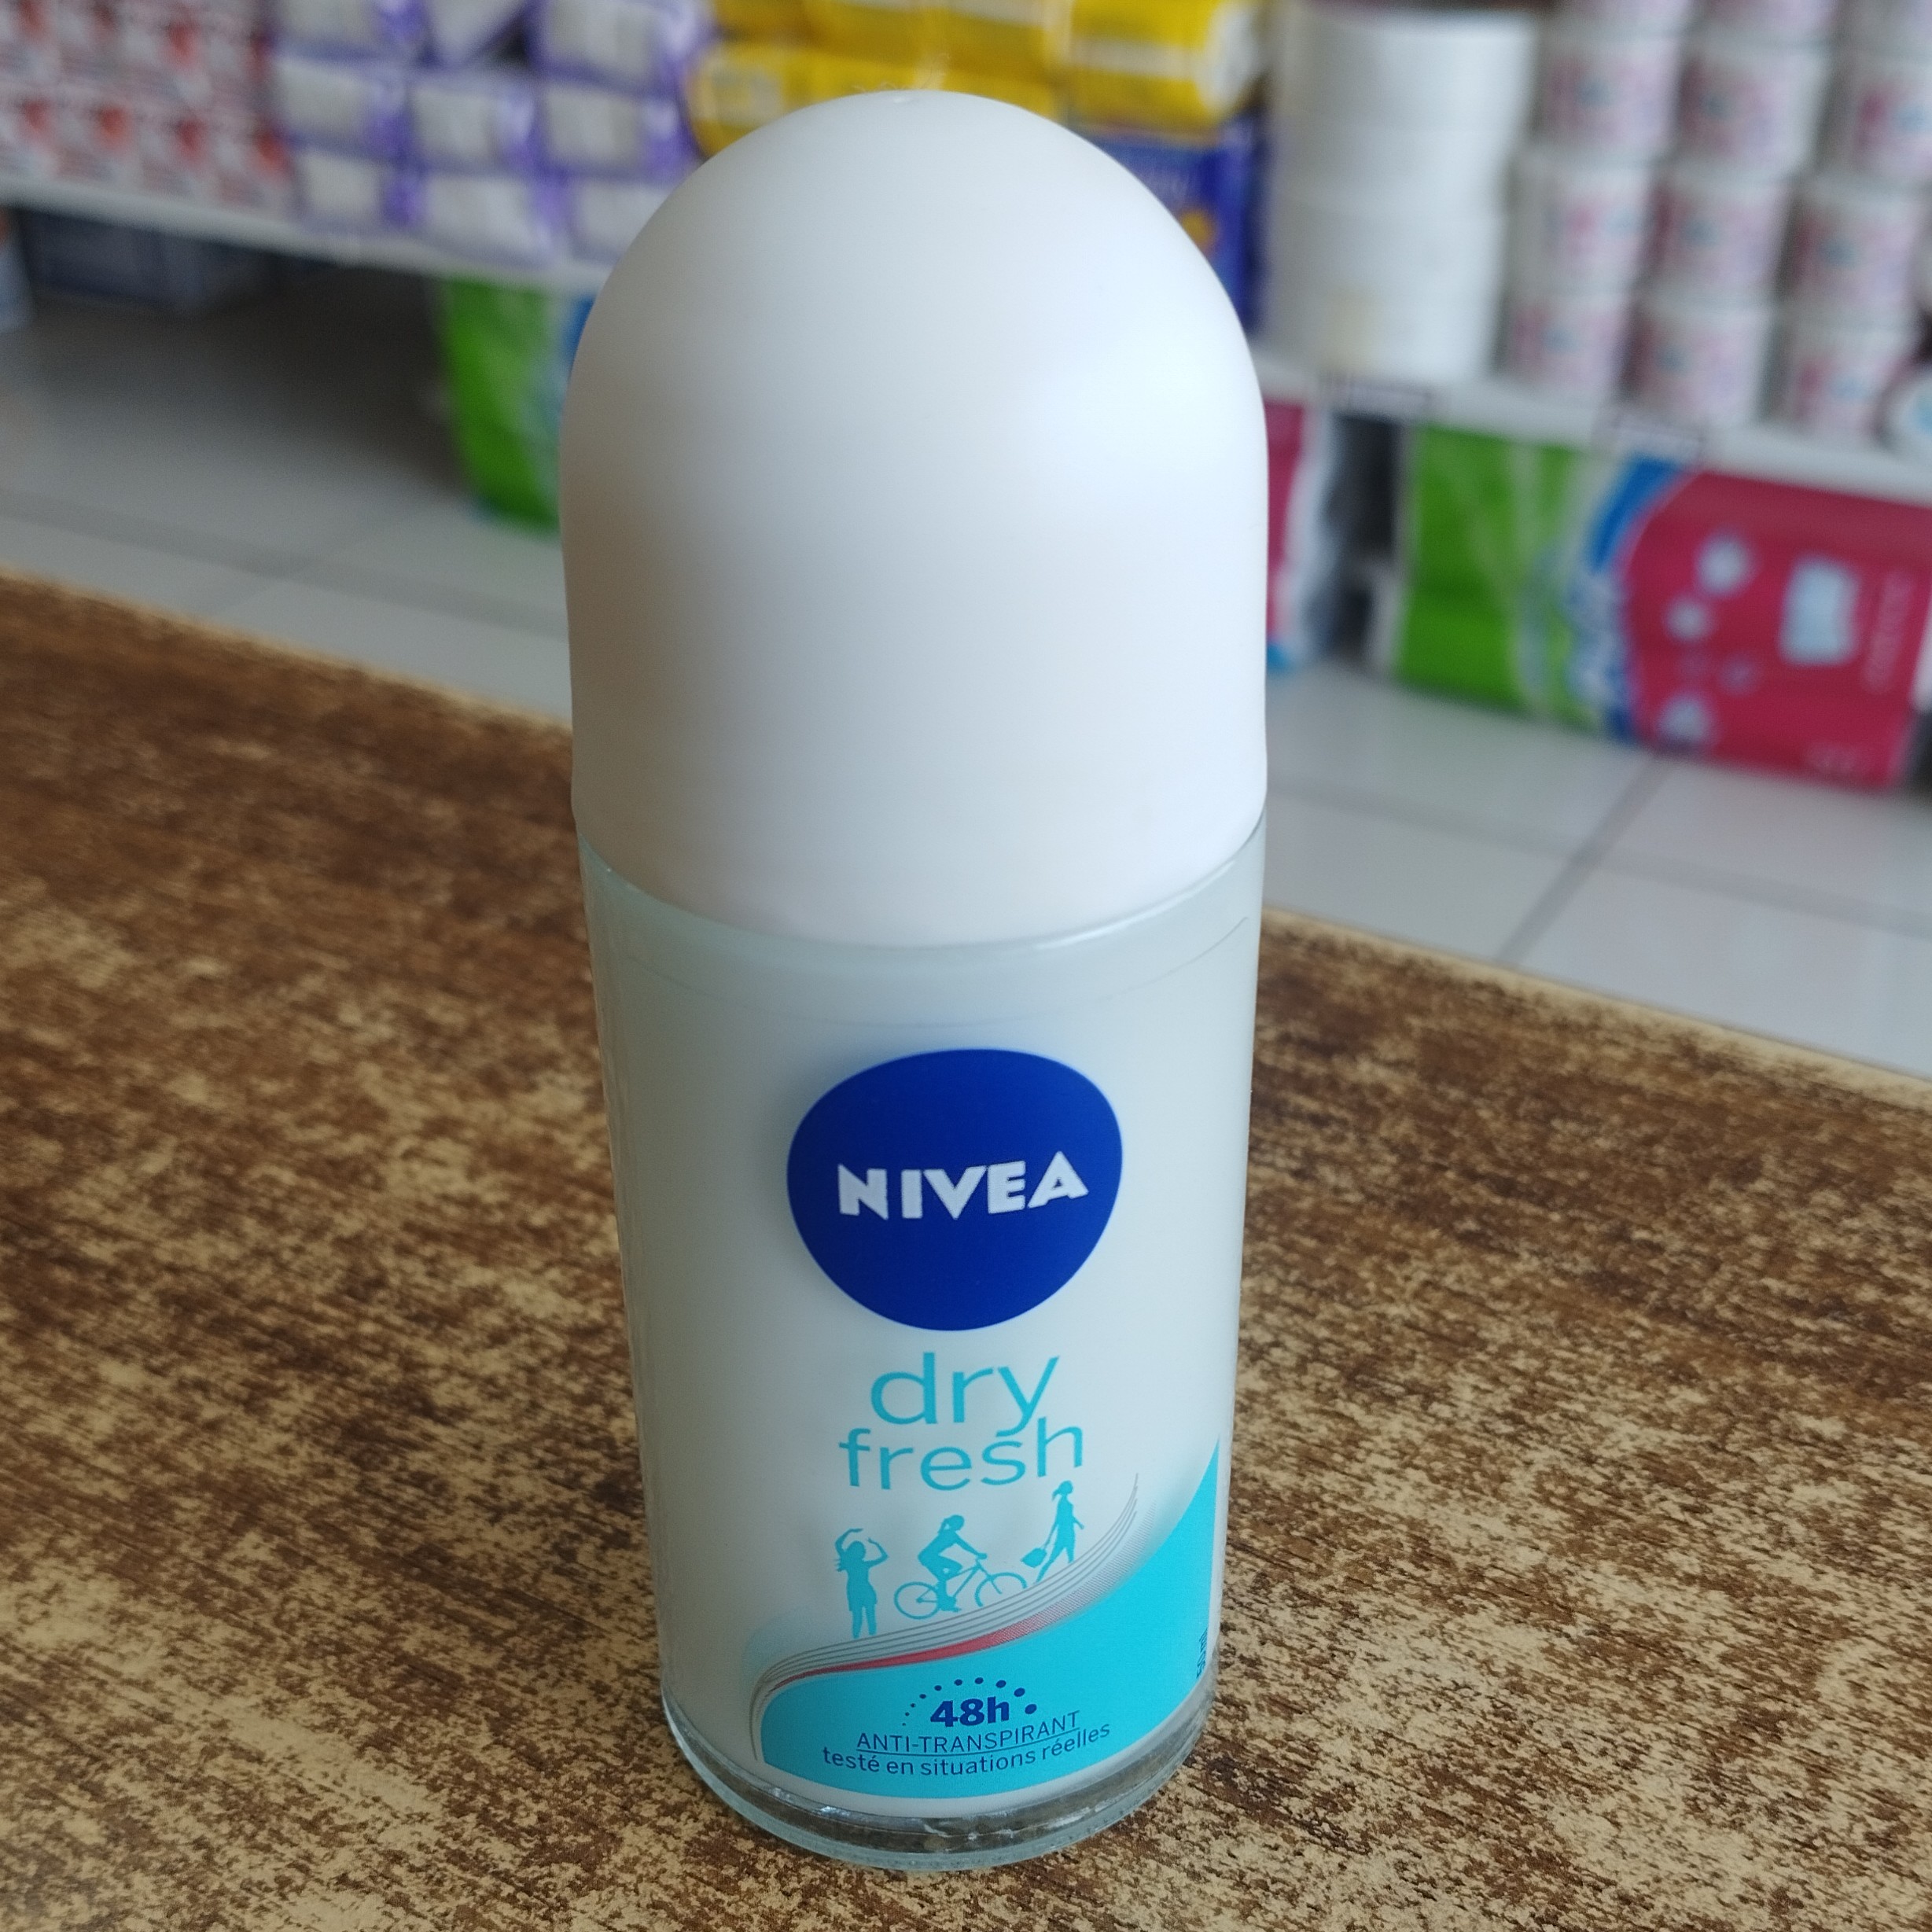 NIVEA
dry
fresh
48h
ANTI-TRANSPIRANT
testé en situations réelles